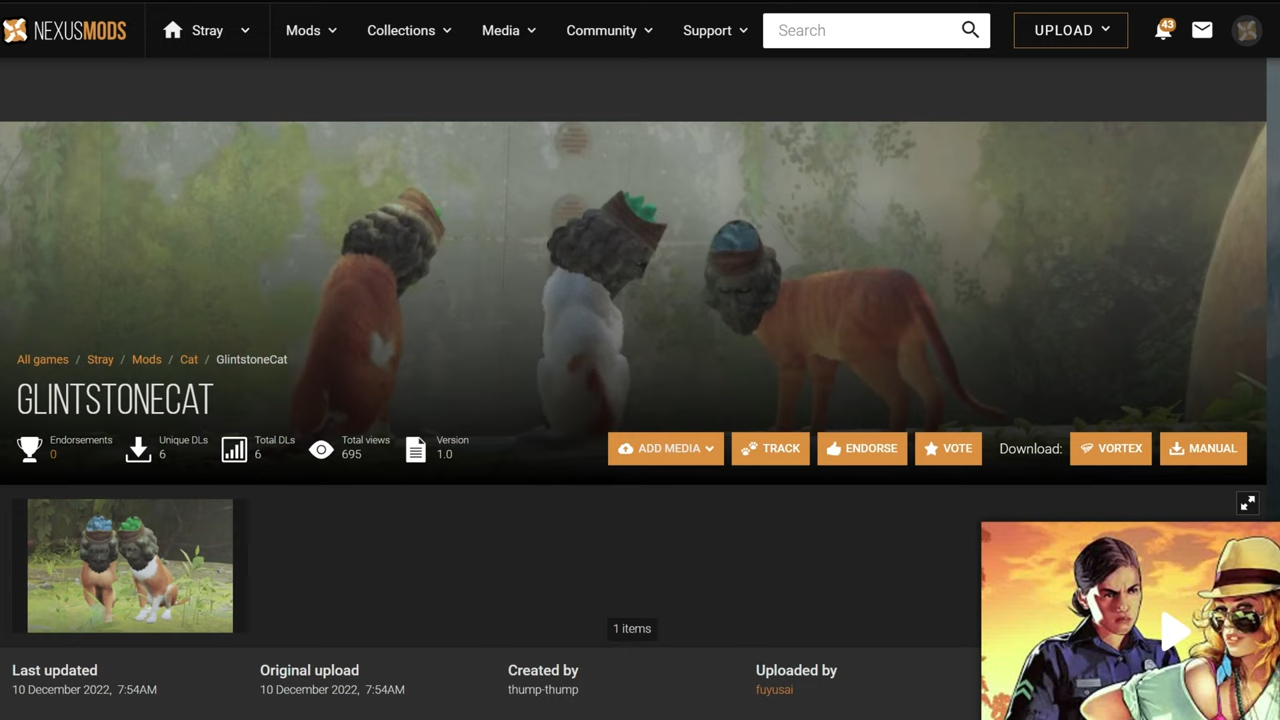 NEXUSMODS
Stray
Mods
Collections
Media
Community
Support
Search
UPLOAD
43
All games / Stray / Mods / Cat / GlintstoneCat
GLINTSTONECAT
Endorsements
0
Unique DLs
6
Total DLs
6
Total views
695
Version
1.0
ADD MEDIA
TRACK
ENDORSE
VOTE
Download:
VORTEX
MANUAL
1 items
Last updated
10 December 2022, 7:54AM
Original upload
10 December 2022, 7:54AM
Created by
thump-thump
Uploaded by
fuyusai